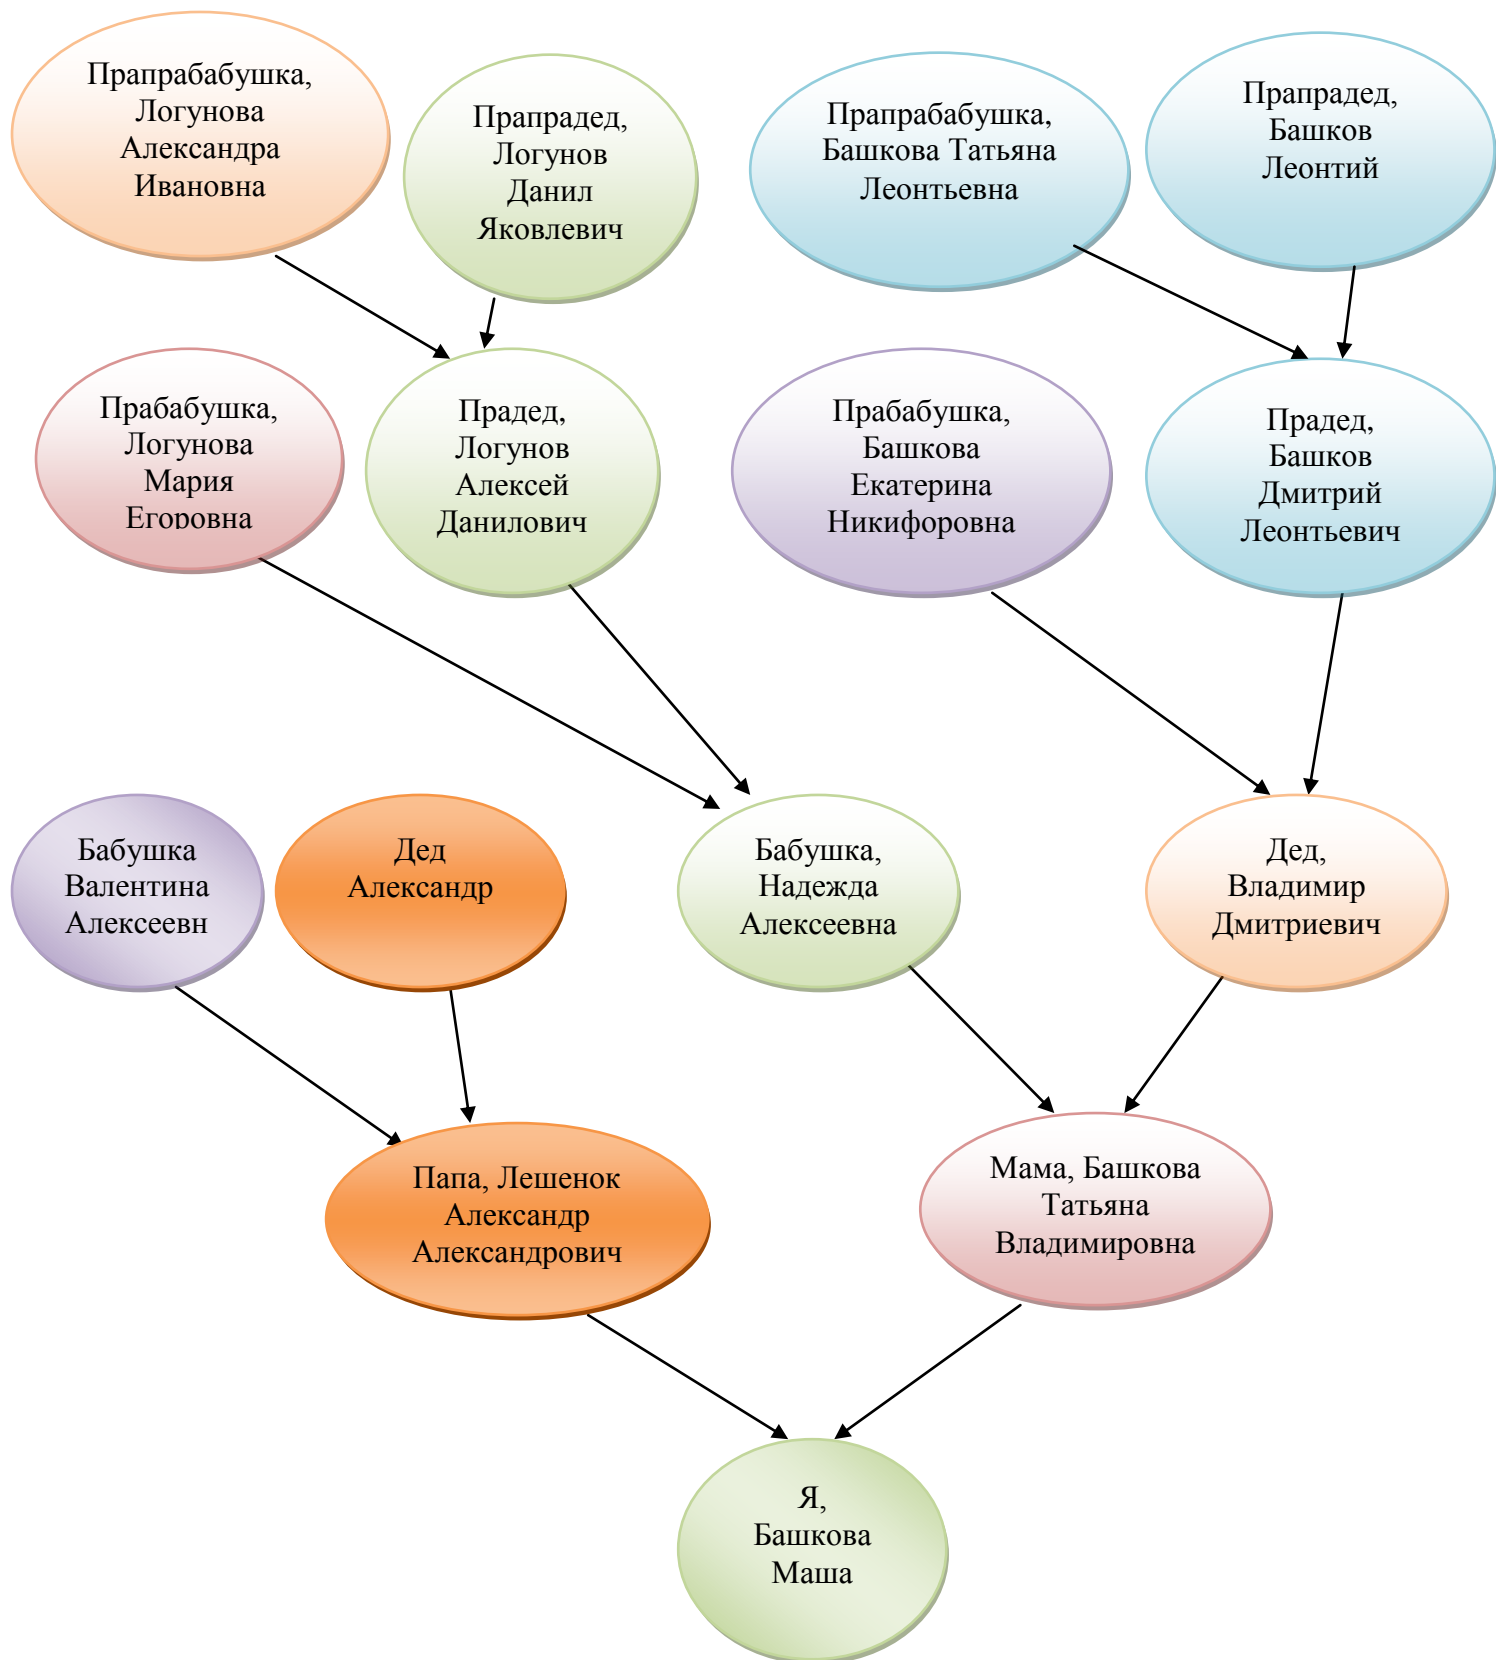 Прапрабабушка,
Логунова
Александра
Ивановна
Прапрадед,
Логунов
Данил
Яковлевич
Прапрабабушка,
Башкова Татьяна
Леонтьевна
Прапрадед,
Башков
Леонтий
Прабабушка,
Логунова
Мария
Егоровна
Прадед,
Логунов
Алексей
Данилович
Прабабушка,
Башкова
Екатерина
Никифоровна
Прадед,
Башков
Дмитрий
Леонтьевич
Бабушка
Валентина
Алексеевн
Дед
Александр
Бабушка,
Надежда
Алексеевна
Дед,
Владимир
Дмитриевич
Папа, Лешенок
Александр
Александрович
Мама, Башкова
Татьяна
Владимировна
Я,
Башкова
Маша